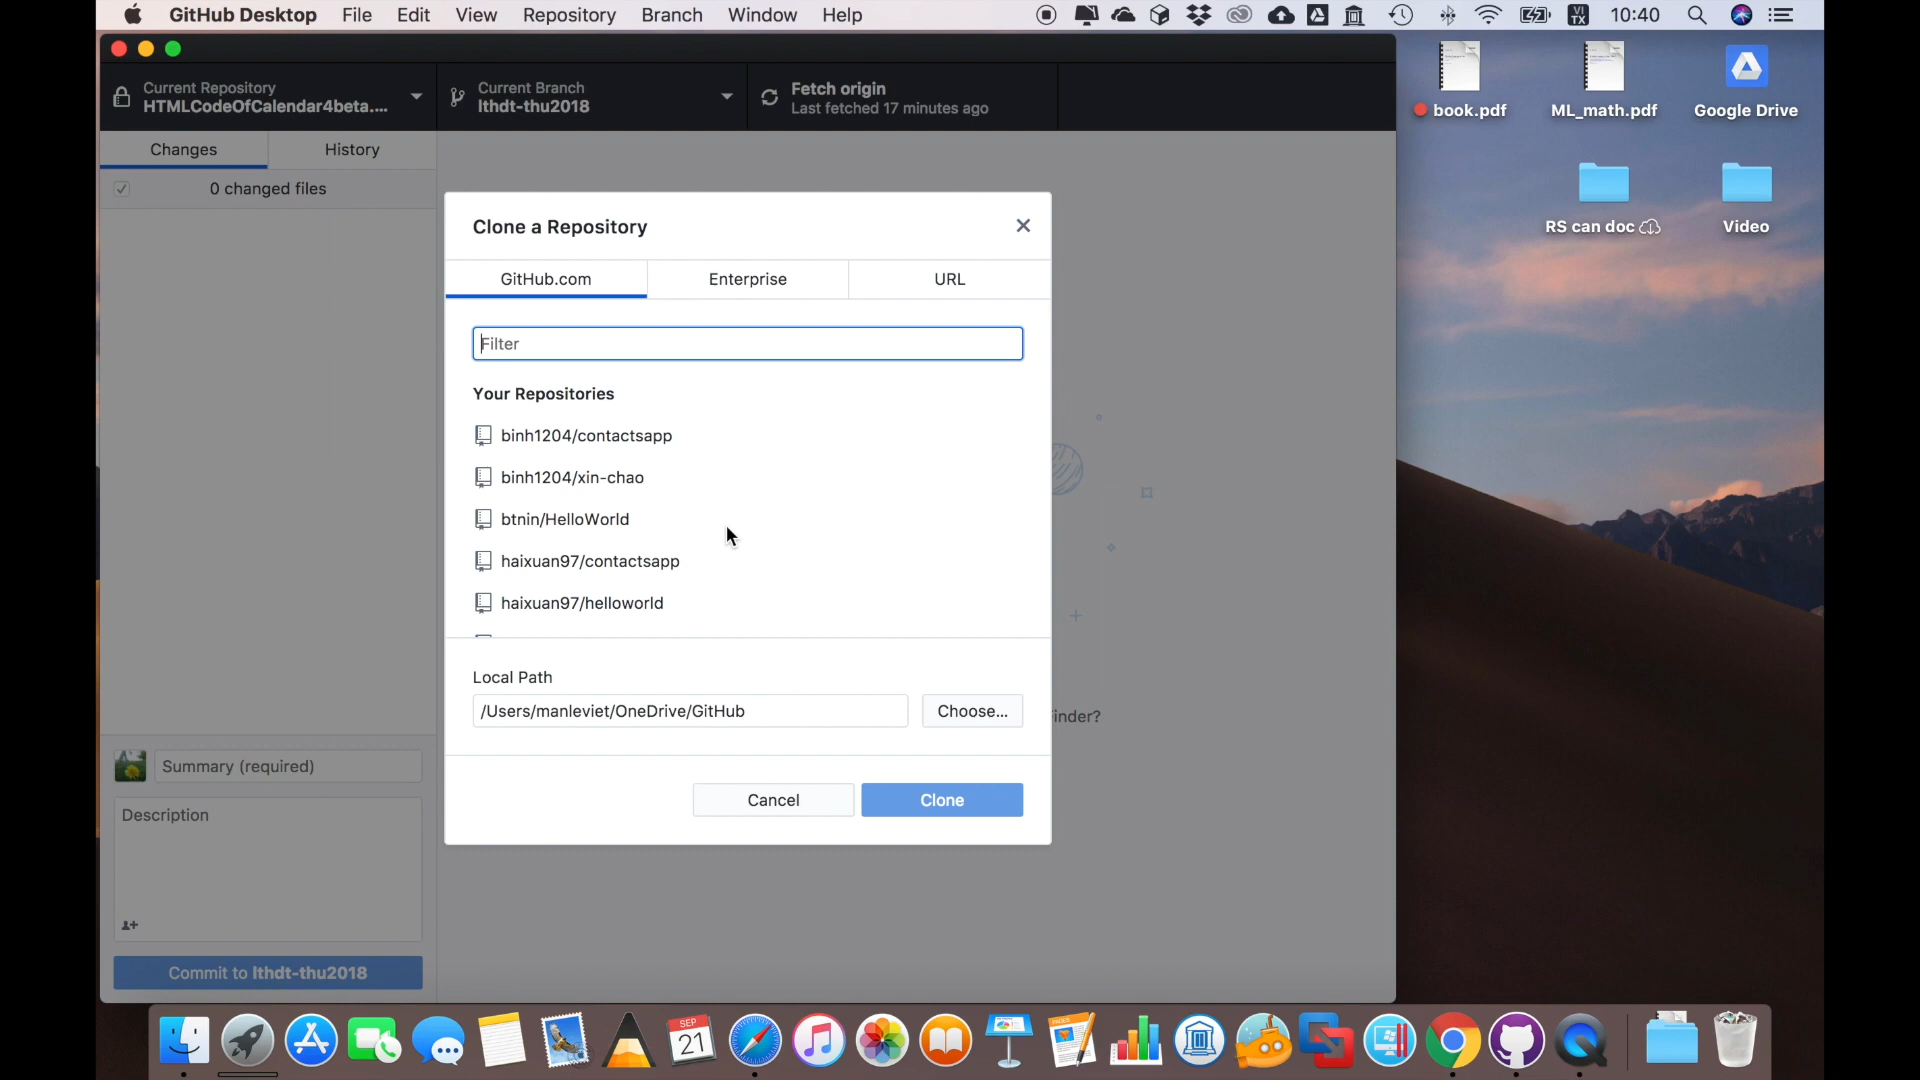 GitHub Desktop File Edit View Repository Branch Window Help VI TX 10:40
Current Repository
HTMLCodeOfCalendar4beta....
Current Branch
lthdt-thu2018
Fetch origin
Last fetched 17 minutes ago
Changes History
0 changed files
Clone a Repository
GitHub.com Enterprise URL
Filter
Your Repositories
binh1204/contactsapp
binh1204/xin-chao
btnin/HelloWorld
haixuan97/contactsapp
haixuan97/helloworld
Local Path
/Users/manleviet/OneDrive/GitHub
Choose...
inder?
Cancel
Clone
Summary (required)
Description
Commit to lthdt-thu2018
book.pdf
ML_math.pdf
Google Drive
RS can doc
Video
SEP
21
PAGES